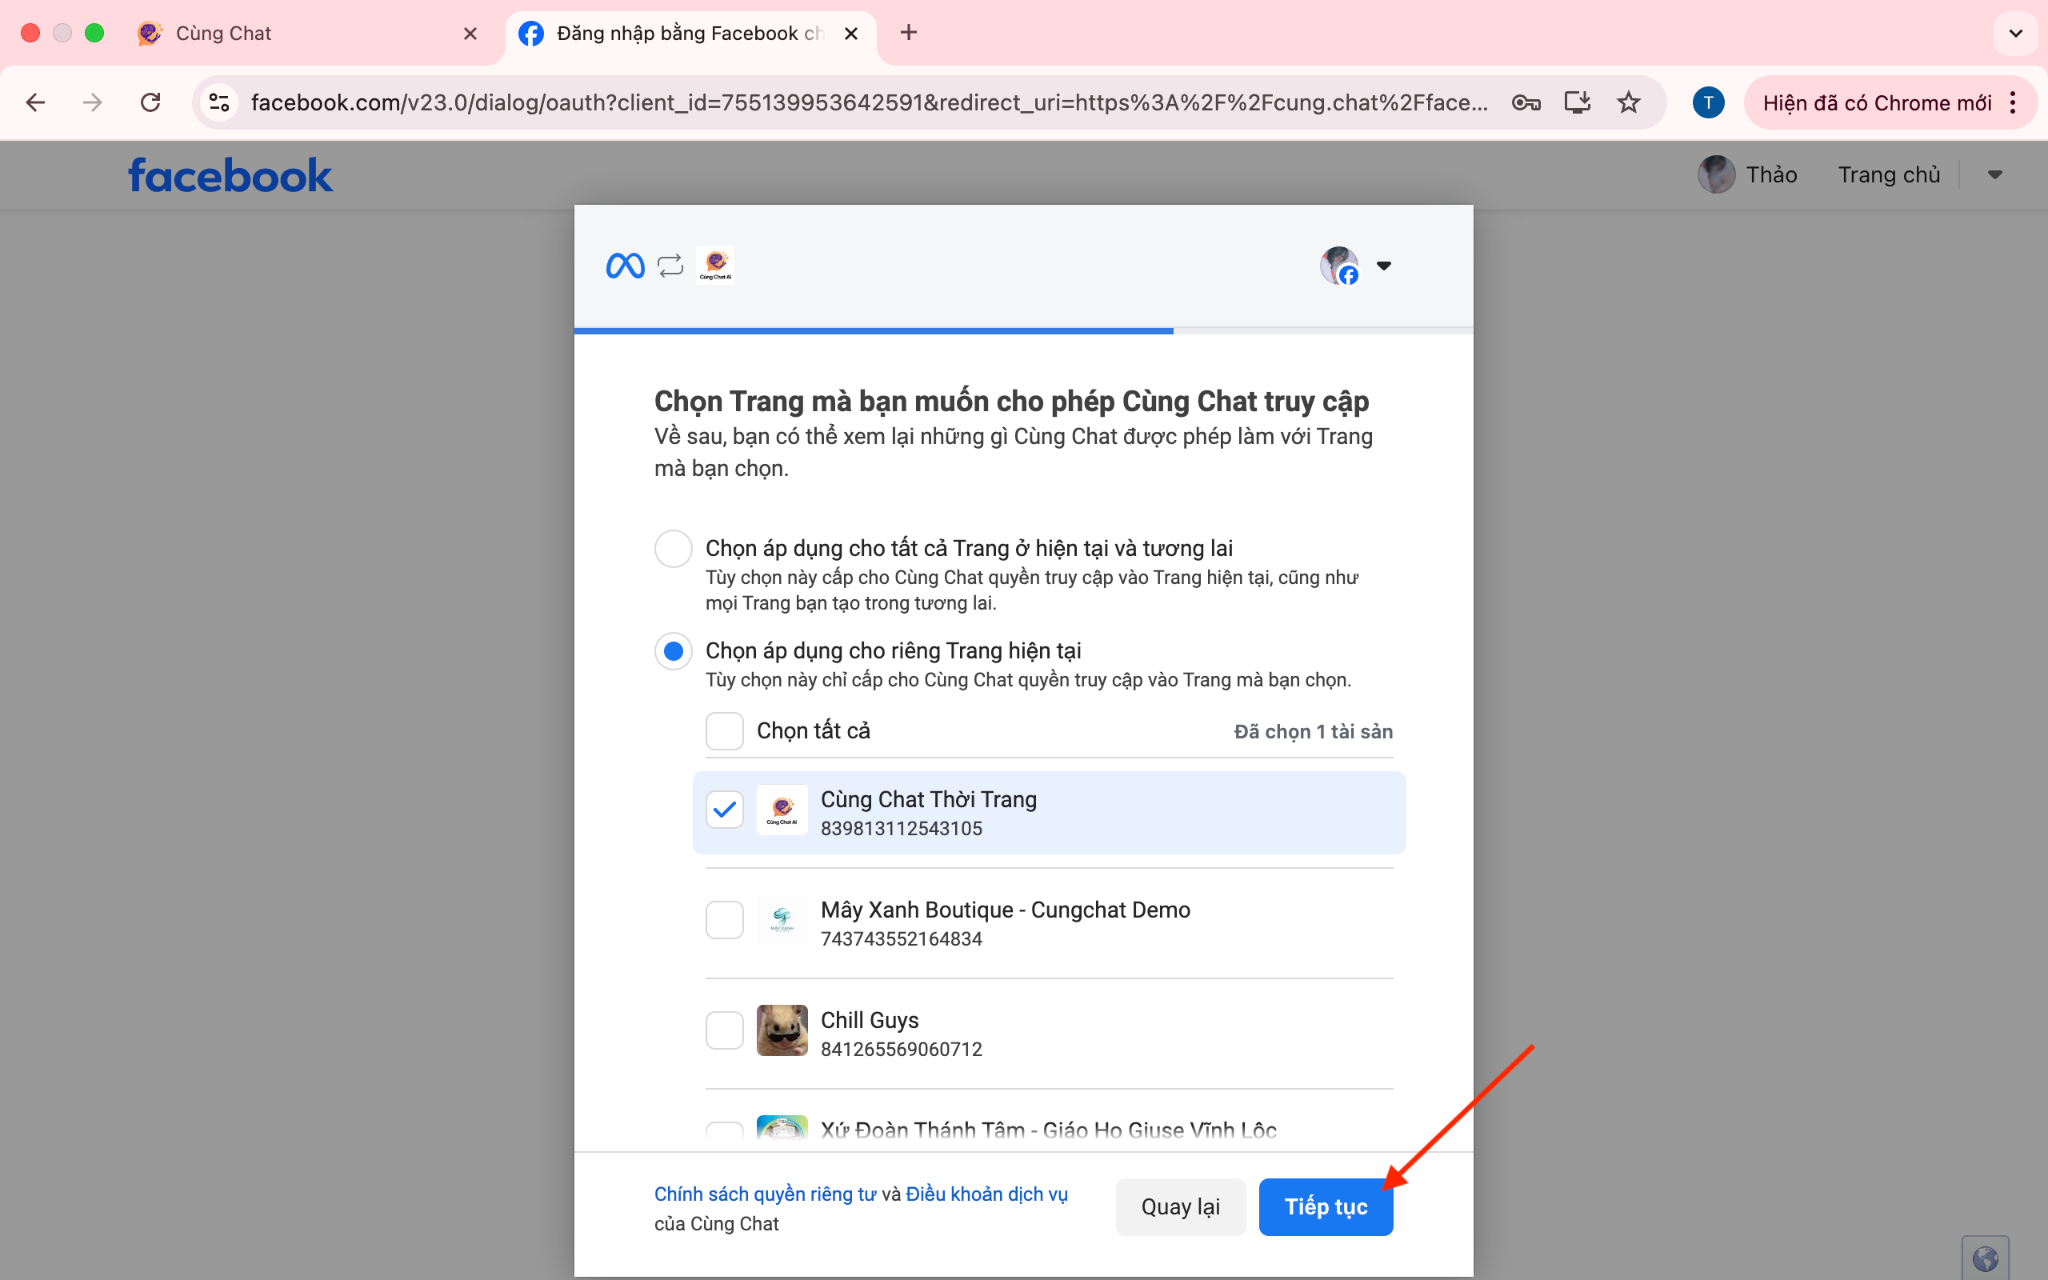 Cùng Chat
Đăng nhập bằng Facebook ch
facebook.com/v23.0/dialog/oauth?client_id=755139953642591&redirect_uri=https%3A%2F%2Fcung.chat%2Fface...
T
Hiện đã có Chrome mới
facebook
Thảo
Trang chủ
Cùng Chat AI
Chọn Trang mà bạn muốn cho phép Cùng Chat truy cập
Về sau, bạn có thể xem lại những gì Cùng Chat được phép làm với Trang
mà bạn chọn.
Chọn áp dụng cho tất cả Trang ở hiện tại và tương lai
Tùy chọn này cấp cho Cùng Chat quyền truy cập vào Trang hiện tại, cũng như
mọi Trang bạn tạo trong tương lai.
Chọn áp dụng cho riêng Trang hiện tại
Tùy chọn này chỉ cấp cho Cùng Chat quyền truy cập vào Trang mà bạn chọn.
Chọn tất cả
Đã chọn 1 tài sản
Cùng Chat AI
Cùng Chat Thời Trang
839813112543105
Mây Xanh Boutique - Cungchat Demo
743743552164834
Chill Guys
841265569060712
Xứ Đoàn Thánh Tâm - Giáo Họ Giuse Vĩnh Lộc
Chính sách quyền riêng tư và Điều khoản dịch vụ
của Cùng Chat
Quay lại
Tiếp tục